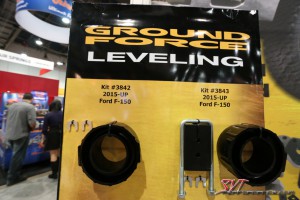 GROUND
FORCE
LEVELING
Kit #3842
2015-UP
Ford F-150
Kit #3843
2015-UP
Ford F-150